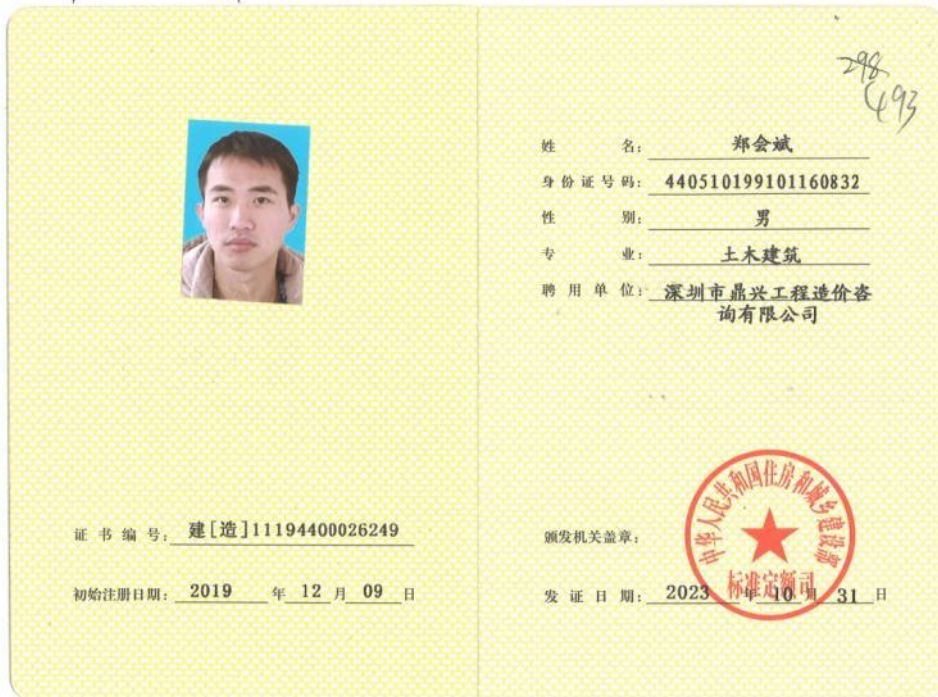 298
493
姓 名: 郑会斌
身份证号码: 440510199101160832
性 别: 男
专 业: 土木建筑
聘用单位: 深圳市鼎兴工程造价咨
询有限公司
证书编号: 建[造]11194400026249
初始注册日期: 2019 年 12 月 09 日
颁发机关盖章:
中华人民共和国住房和城乡建设部
标准定额司
发证日期: 2023 年 10 月 31 日